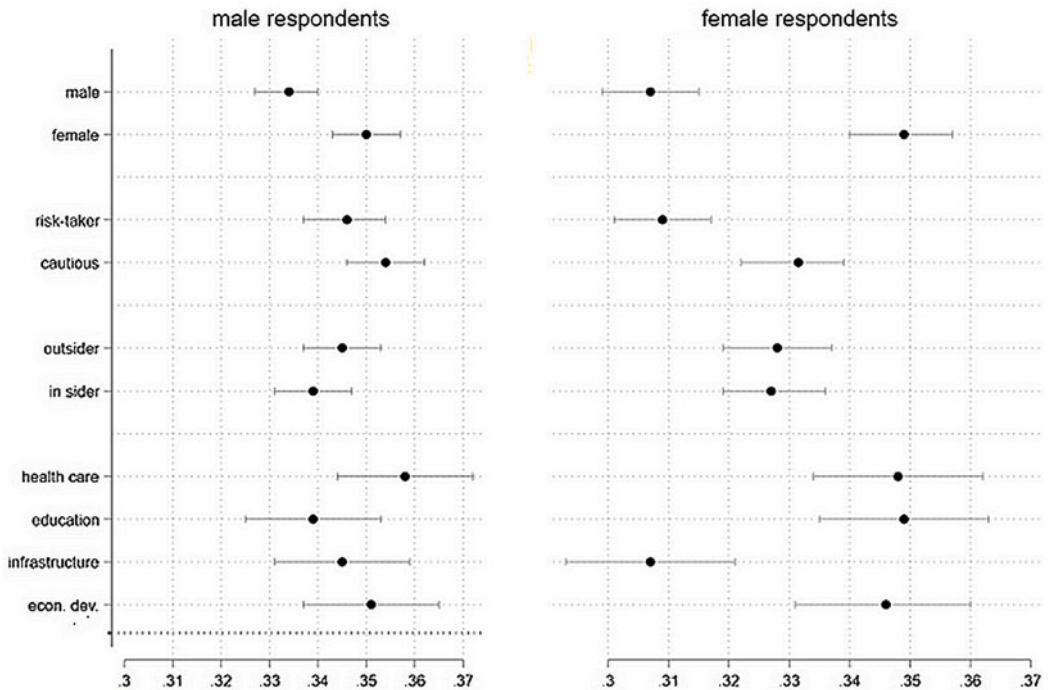 male respondents
female respondents
male
female
risk-taker
cautious
outsider
in sider
health care
education
infrastructure
econ. dev.
.3 .31 .32 .33 .34 .35 .36 .37
.3 .31 .32 .33 .34 .35 .36 .37